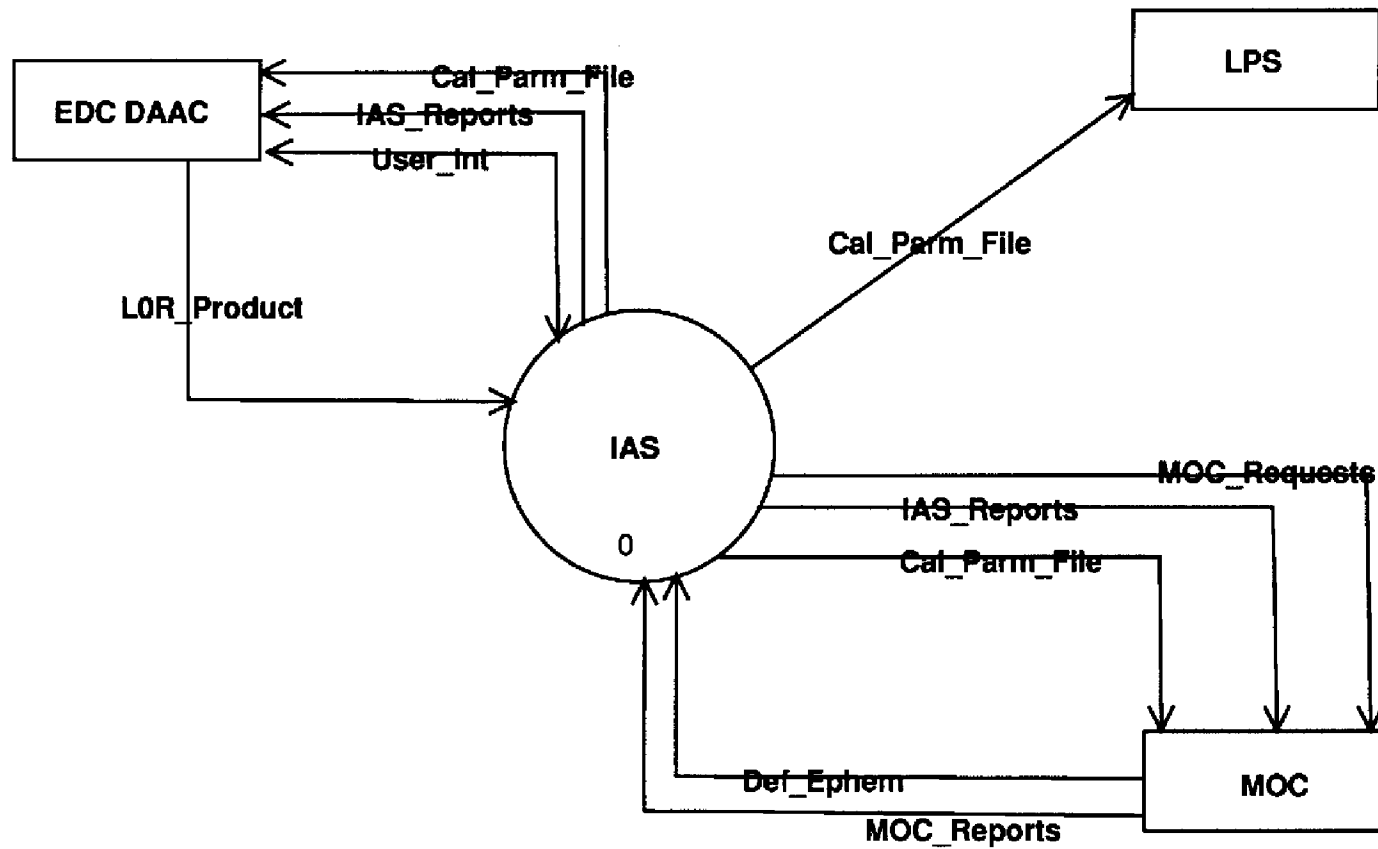 LPS
Cal_Parm_File
EDC DAAC
IAS_Reports
User_Int
Cal_Parm_File
L0R_Product
IAS
MOC_Requests
IAS_Reports
0
Cal_Parm_File
Def_Ephem
MOC
MOC_Reports